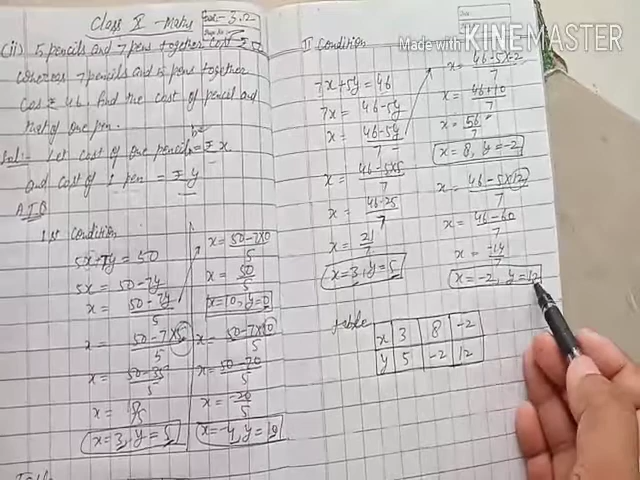 Class X - Maths
Ex - 3.2
(ii) 5 pencils and 7 pens together cost ₹ 50
whereas 7 pencils and 5 pens together
cost ₹ 46. find the cost of pencil and
that of one pen.
Sol:- Let cost of one pencil be = ₹ x
and cost of 1 pen = ₹ y
ATQ
1st condition
5x+7y = 50
5x = 50-7y
x = 50-7y/5
x = 50-7×5/5
x = 50-35/5
x = 15/5
x=3, y=5
x = 50-7×0/5
x = 50/5
x=10, y=0
x = 50-7×10/5
x = 50-70/5
x = -20/5
x=-4, y=10
II Condition
7x+5y = 46
7x = 46-5y
x = 46-5y/7
x = 46-5×5/7
x = 46-25/7
x = 21/7
x=3, y=5
x = 46-5×-2/7
x = 46+10/7
x = 56/7
x = 8, y=-2
x = 46-5×12/7
x = 46-60/7
x = -14/7
x = -2, y=12
table
x 3 8 -2
y 5 -2 12
Made with KINEMASTER